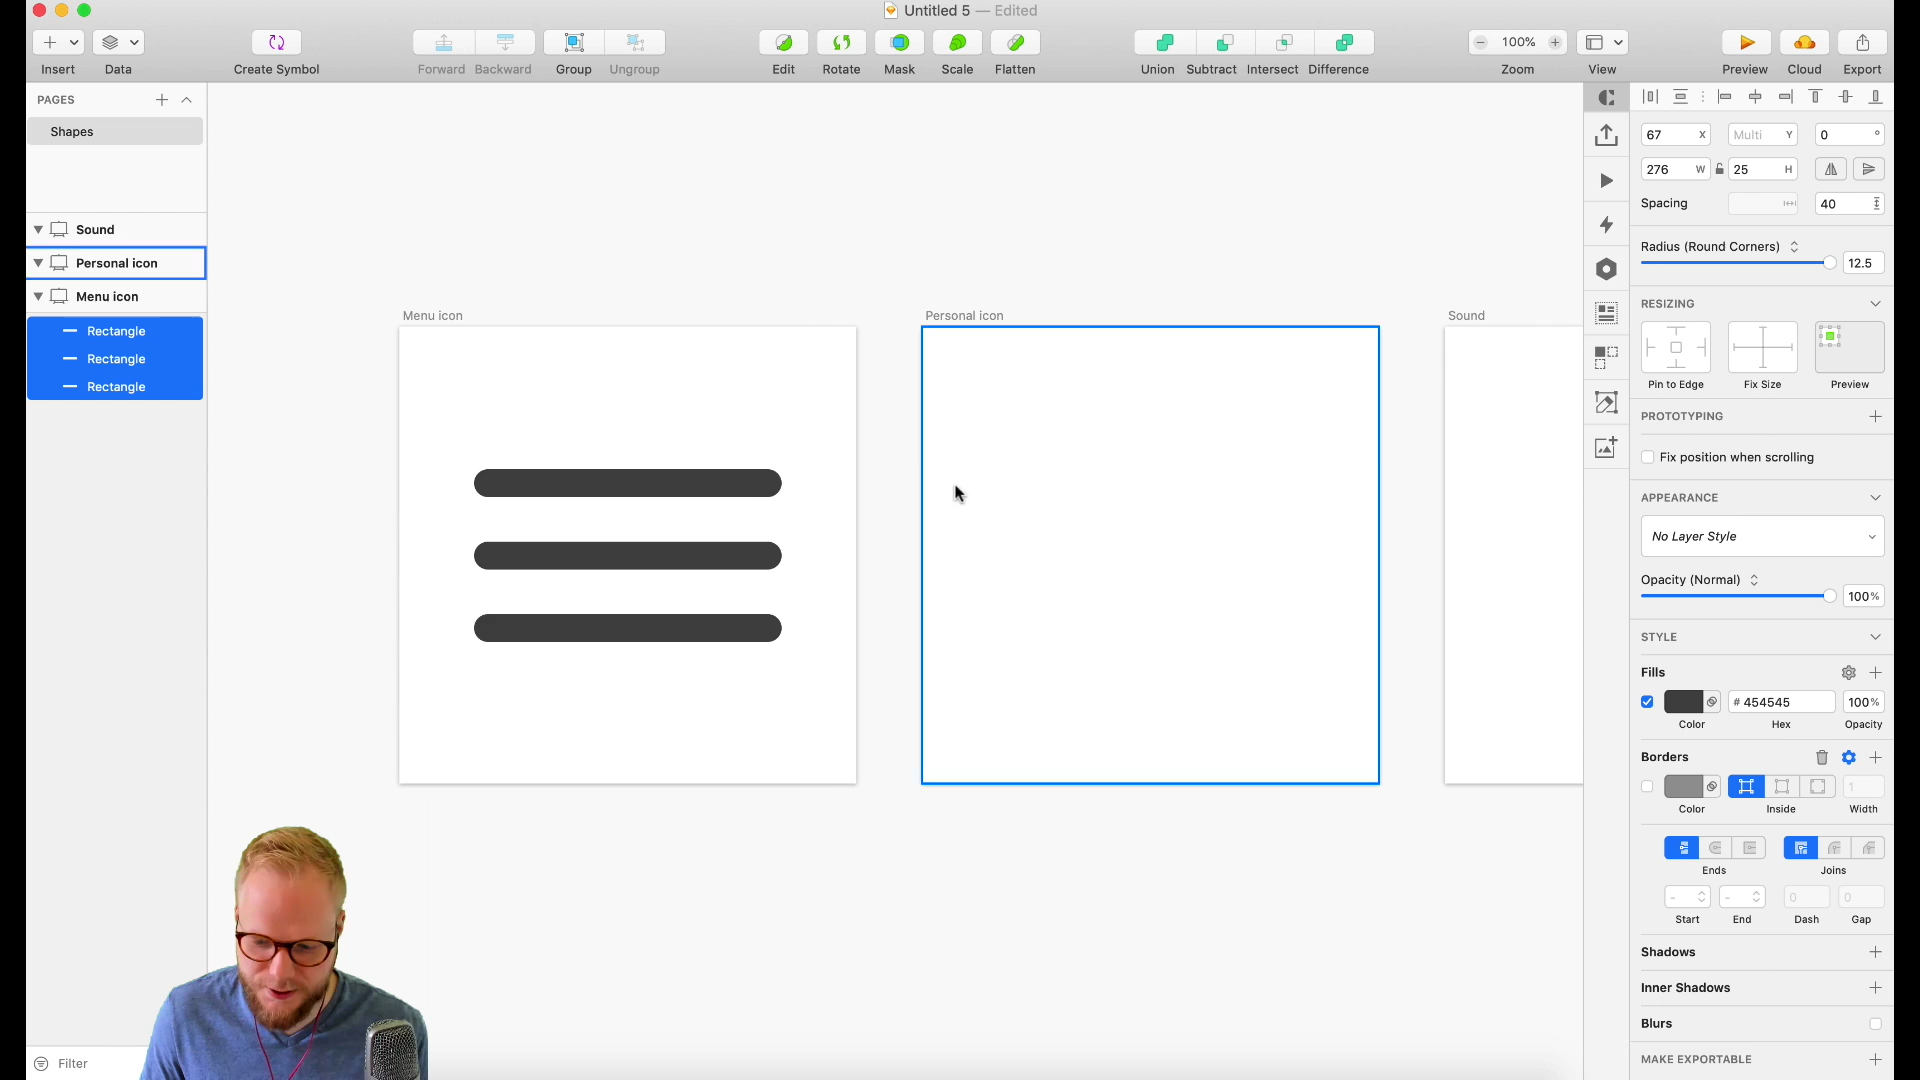 Untitled 5 — Edited
Insert
Data
Create Symbol
Forward
Backward
Group
Ungroup
Edit
Rotate
Mask
Scale
Flatten
Union
Subtract
Intersect
Difference
100%
Zoom
View
Preview
Cloud
Export
PAGES
Shapes
Sound
Personal icon
Menu icon
Rectangle
Rectangle
Rectangle
Filter
Menu icon
Personal icon
Sound
67 X
Multi Y
0 °
276 W
25 H
Spacing
40
Radius (Round Corners)
12.5
RESIZING
Pin to Edge
Fix Size
Preview
PROTOTYPING
Fix position when scrolling
APPEARANCE
No Layer Style
Opacity (Normal)
100%
STYLE
Fills
# 454545
100%
Color
Hex
Opacity
Borders
1
Color
Inside
Width
Ends
Joins
-
-
0
0
Start
End
Dash
Gap
Shadows
Inner Shadows
Blurs
MAKE EXPORTABLE